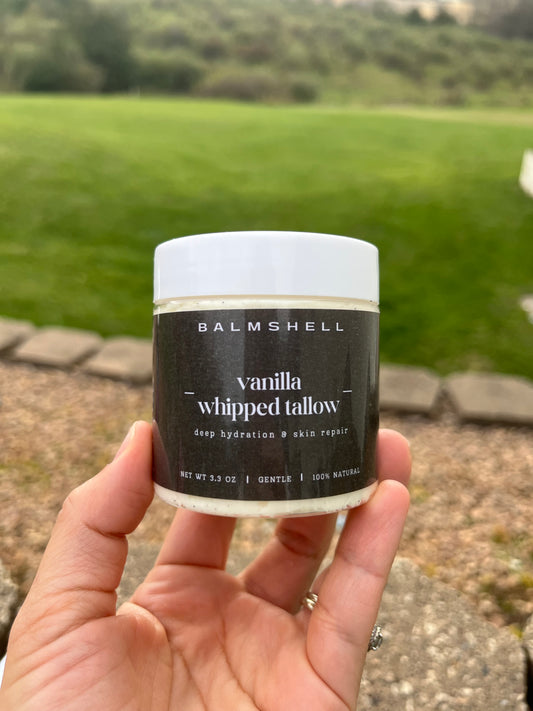 BALMSHELL
vanilla
whipped tallow
deep hydration & skin repair
NET WT 3.3 OZ | GENTLE | 100% NATURAL